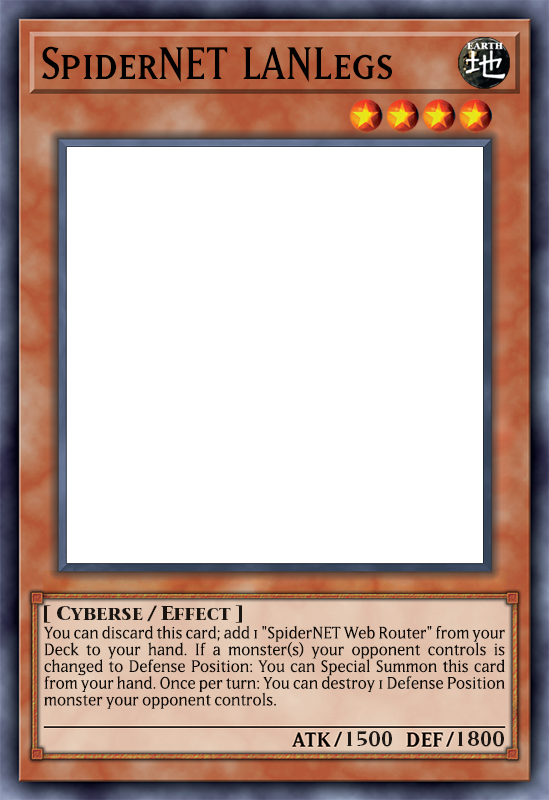 SpiderNET LANLegs
EARTH
地
[ Cyberse / Effect ]
You can discard this card; add 1 "SpiderNET Web Router" from your
Deck to your hand. If a monster(s) your opponent controls is
changed to Defense Position: You can Special Summon this card
from your hand. Once per turn: You can destroy 1 Defense Position
monster your opponent controls.
ATK/1500 DEF/1800